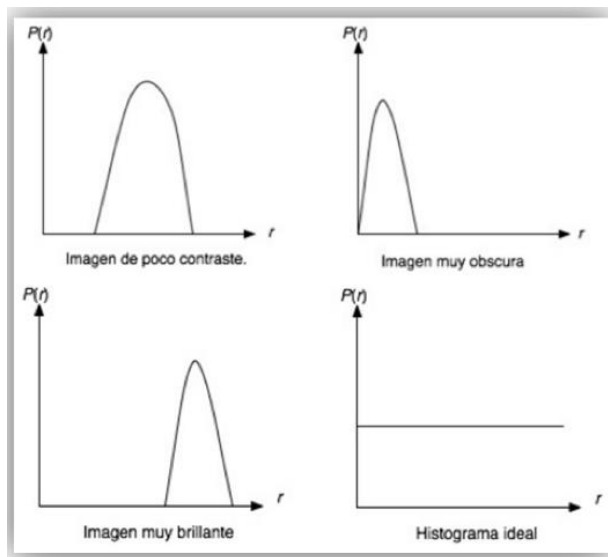 P(r)
r
Imagen de poco contraste.
P(r)
r
Imagen muy obscura
P(r)
r
Imagen muy brillante
P(r)
r
Histograma ideal